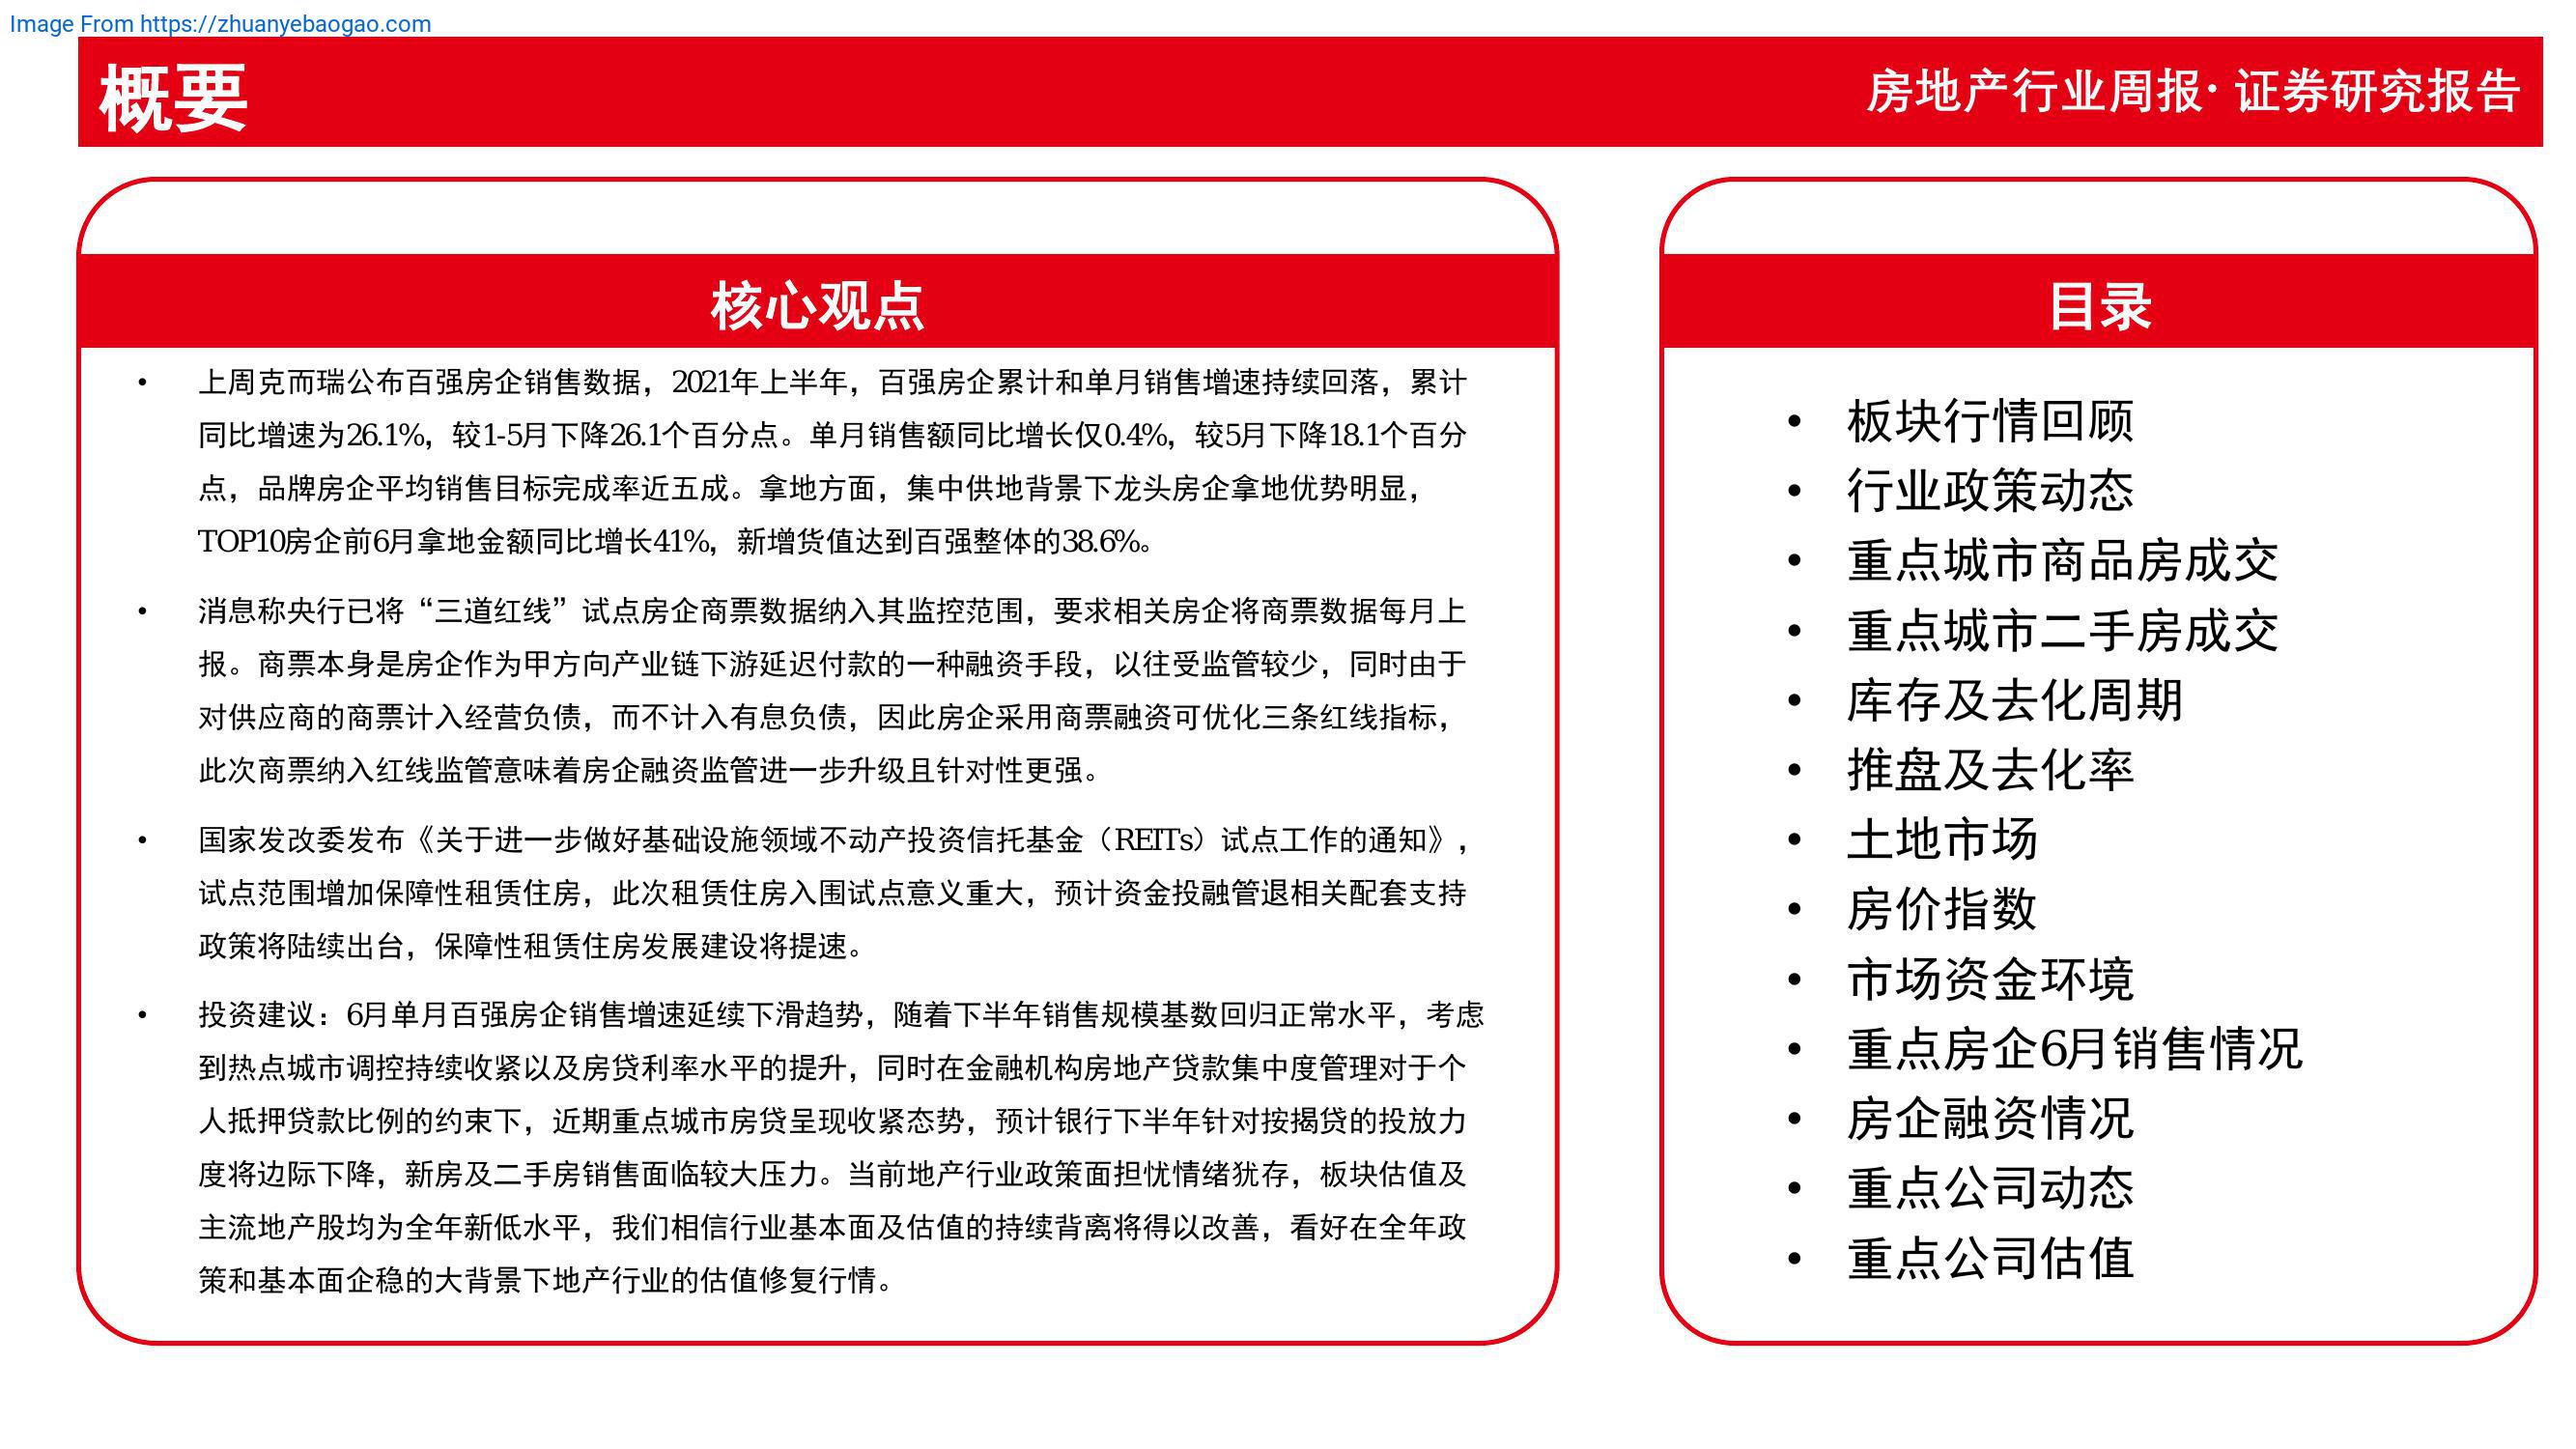 Image From https://zhuanyebaogao.com
概要
房地产行业周报· 证券研究报告
核心观点
• 上周克而瑞公布百强房企销售数据，2021年上半年，百强房企累计和单月销售增速持续回落，累计
同比增速为26.1%，较1-5月下降26.1个百分点。单月销售额同比增长仅0.4%，较5月下降18.1个百分
点，品牌房企平均销售目标完成率近五成。拿地方面，集中供地背景下龙头房企拿地优势明显，
TOP10房企前6月拿地金额同比增长41%，新增货值达到百强整体的38.6%。
• 消息称央行已将“三道红线”试点房企商票数据纳入其监控范围，要求相关房企将商票数据每月上
报。商票本身是房企作为甲方向产业链下游延迟付款的一种融资手段，以往受监管较少，同时由于
对供应商的商票计入经营负债，而不计入有息负债，因此房企采用商票融资可优化三条红线指标，
此次商票纳入红线监管意味着房企融资监管进一步升级且针对性更强。
• 国家发改委发布《关于进一步做好基础设施领域不动产投资信托基金（REITs）试点工作的通知》，
试点范围增加保障性租赁住房，此次租赁住房入围试点意义重大，预计资金投融管退相关配套支持
政策将陆续出台，保障性租赁住房发展建设将提速。
• 投资建议：6月单月百强房企销售增速延续下滑趋势，随着下半年销售规模基数回归正常水平，考虑
到热点城市调控持续收紧以及房贷利率水平的提升，同时在金融机构房地产贷款集中度管理对于个
人抵押贷款比例的约束下，近期重点城市房贷呈现收紧态势，预计银行下半年针对按揭贷的投放力
度将边际下降，新房及二手房销售面临较大压力。当前地产行业政策面担忧情绪犹存，板块估值及
主流地产股均为全年新低水平，我们相信行业基本面及估值的持续背离将得以改善，看好在全年政
策和基本面企稳的大背景下地产行业的估值修复行情。
目录
• 板块行情回顾
• 行业政策动态
• 重点城市商品房成交
• 重点城市二手房成交
• 库存及去化周期
• 推盘及去化率
• 土地市场
• 房价指数
• 市场资金环境
• 重点房企6月销售情况
• 房企融资情况
• 重点公司动态
• 重点公司估值